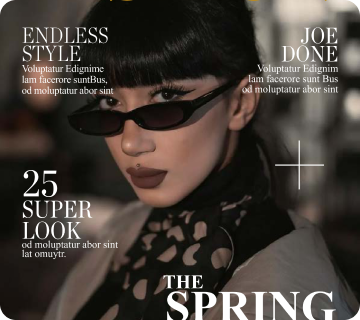 ENDLESS
STYLE
Voluptatur Edignime
lam facerore suntBus,
od moluptatur abor sint
JOE
DONE
Voluptatur Edignim
lam facerore sunt Bus
od moluptatur abor sint
25
SUPER
LOOK
od moluptatur abor sint
lat omuytr.
THE
SPRING